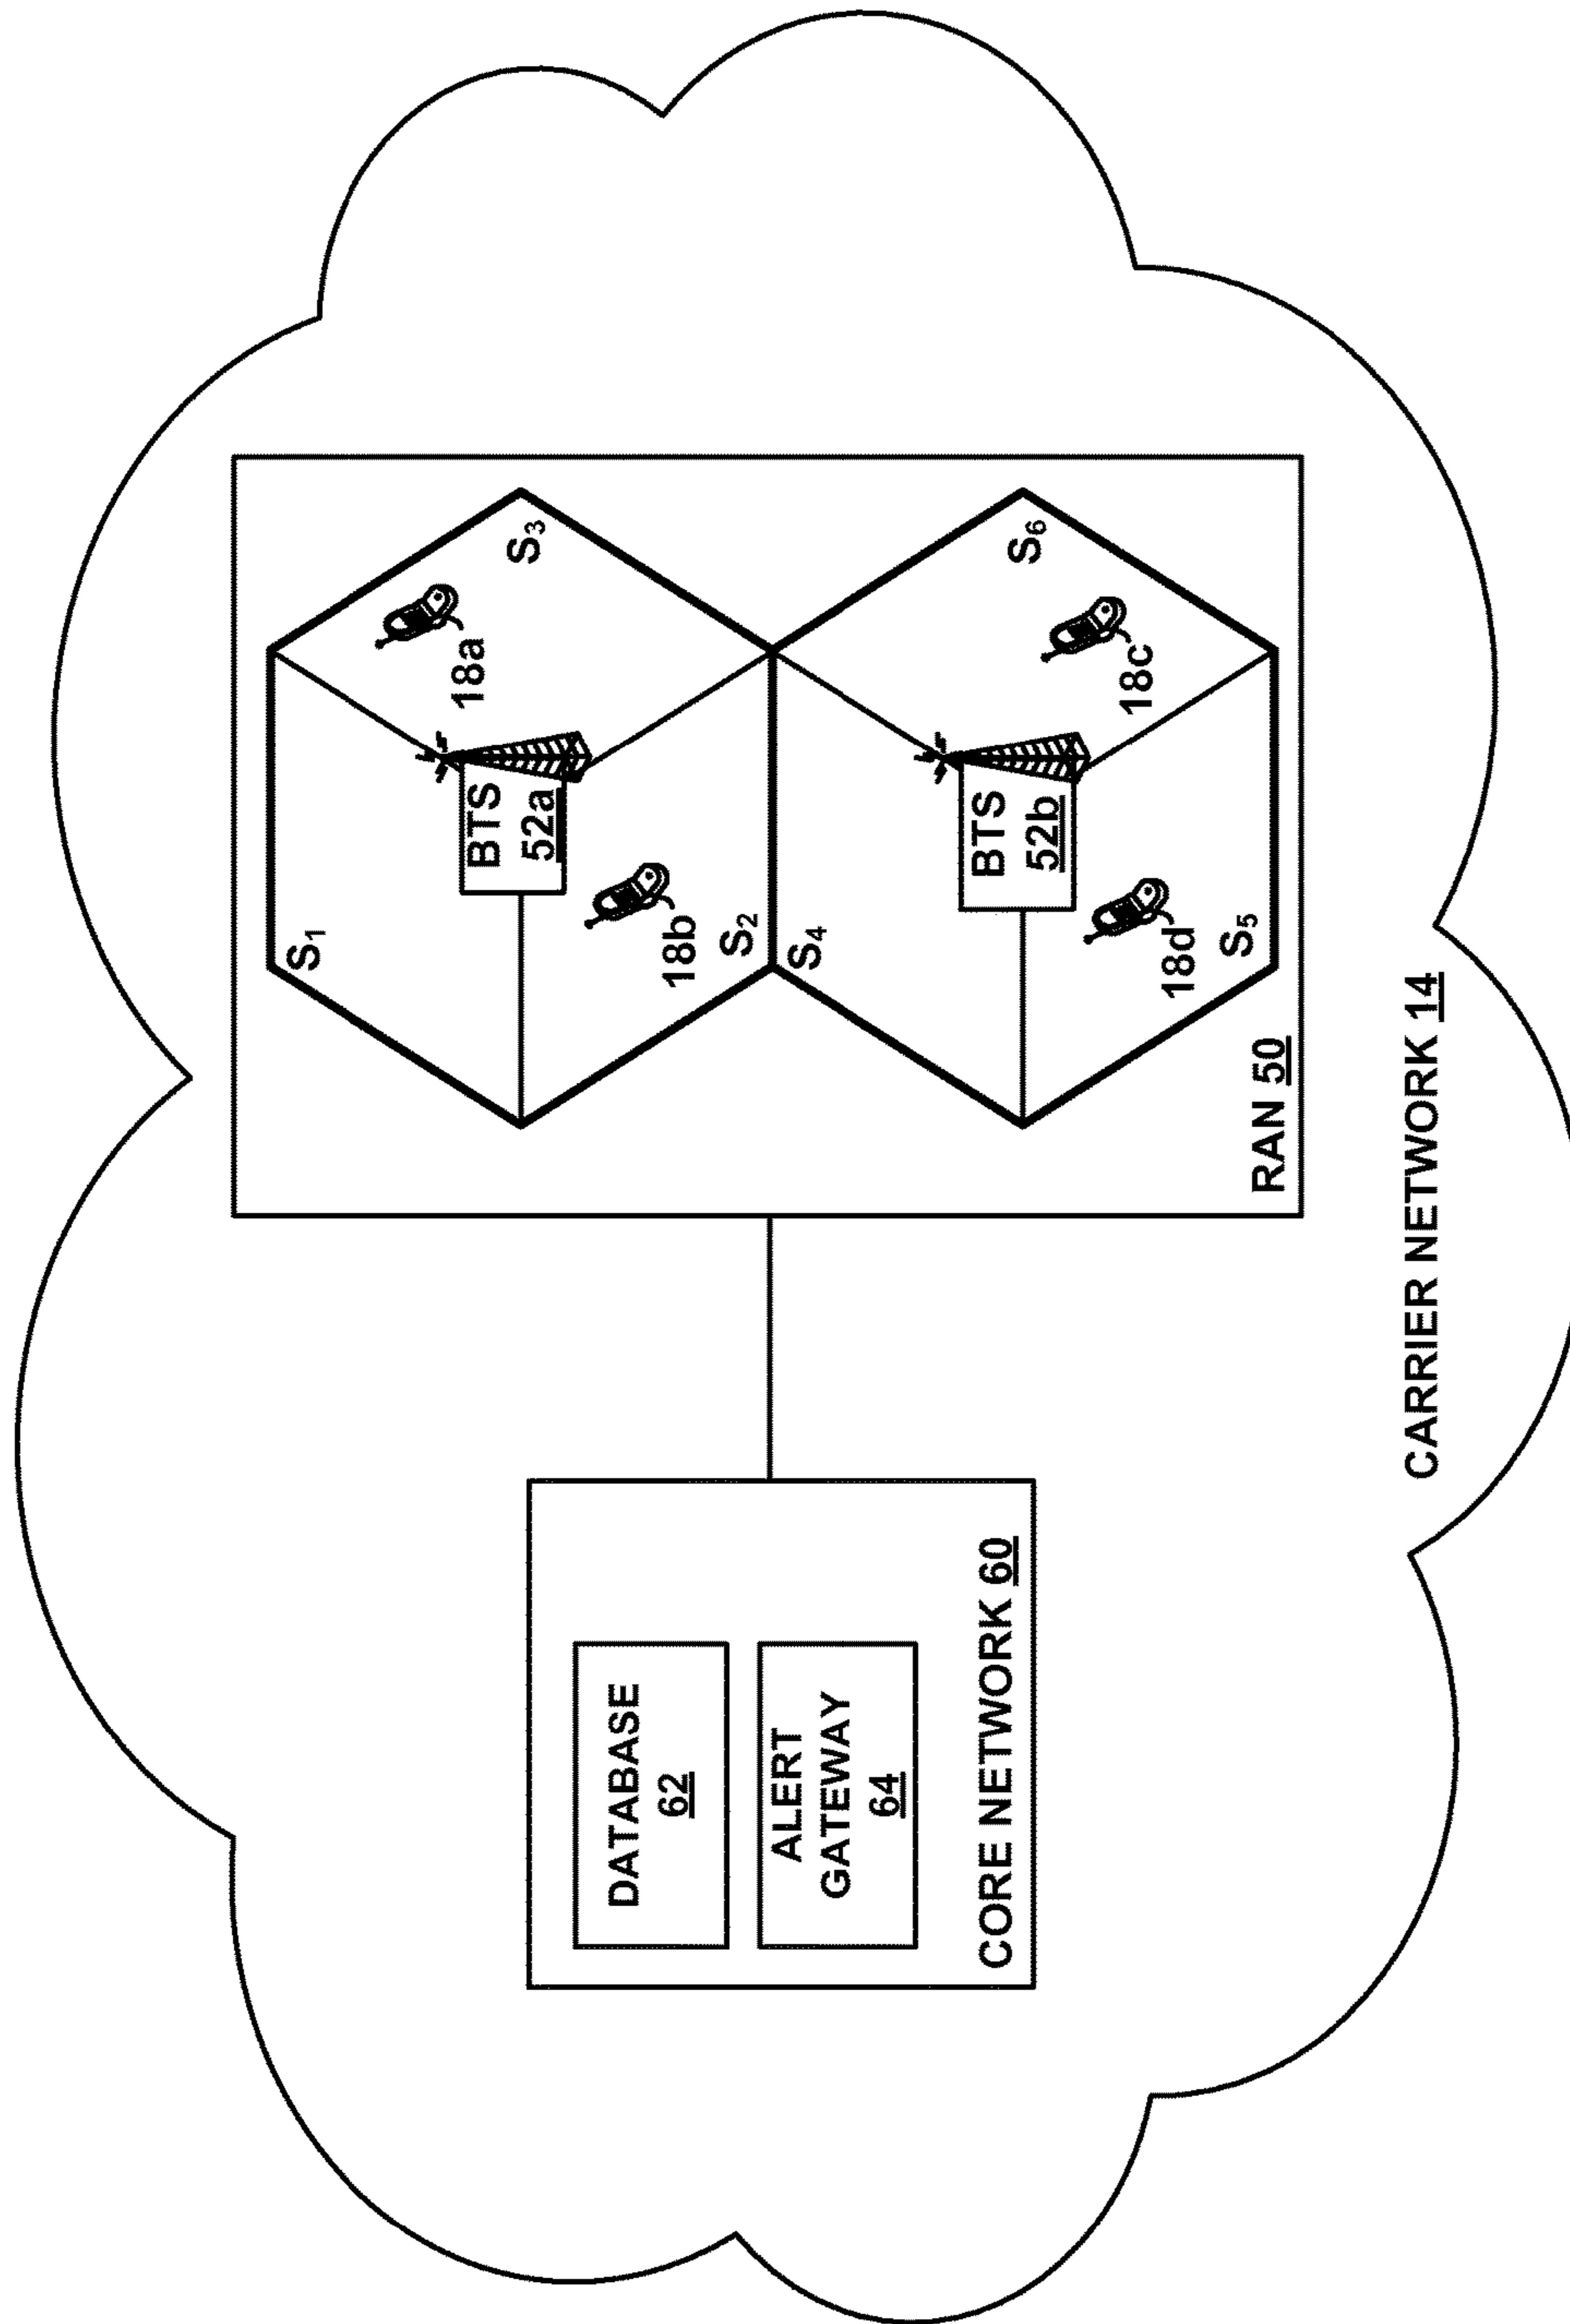 DATABASE
62
ALERT
GATEWAY
64
CORE NETWORK 60
S1
S3
18a
BTS
52a
18b
S2
S4
S6
BTS
52b
18c
18d
S5
RAN 50
CARRIER NETWORK 14